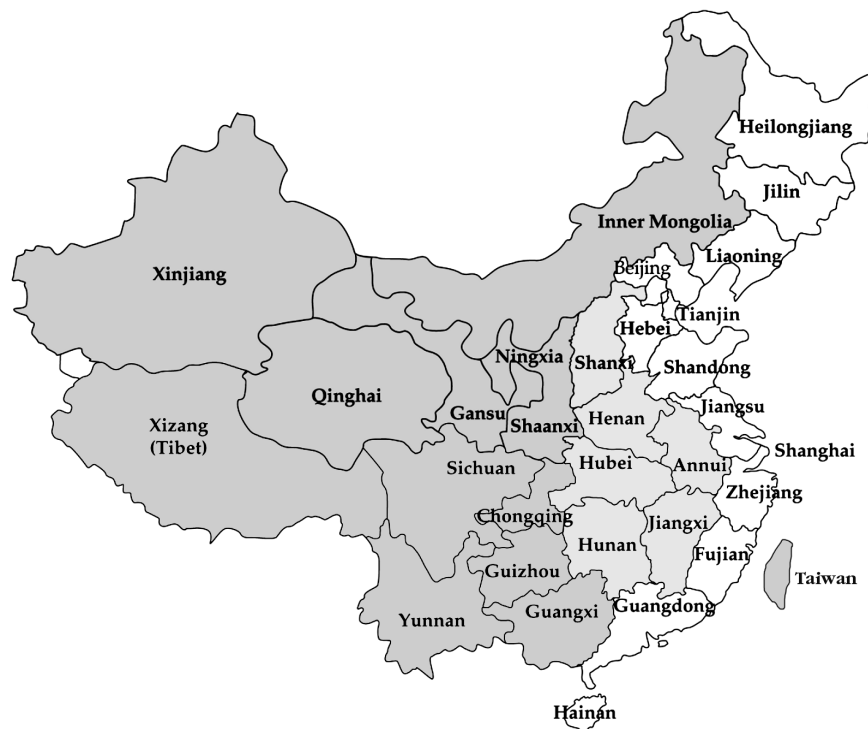 Heilongjiang
Jilin
Inner Mongolia
Liaoning
Beijing
Xinjiang
Tianjin
Hebei
Ningxia
Shanxi
Shandong
Qinghai
Jiangsu
Gansu
Shaanxi
Henan
Xizang
(Tibet)
Shanghai
Sichuan
Hubei
Annui
Zhejiang
Chongqing
Jiangxi
Hunan
Fujian
Guizhou
Taiwan
Guangdong
Guangxi
Yunnan
Hainan